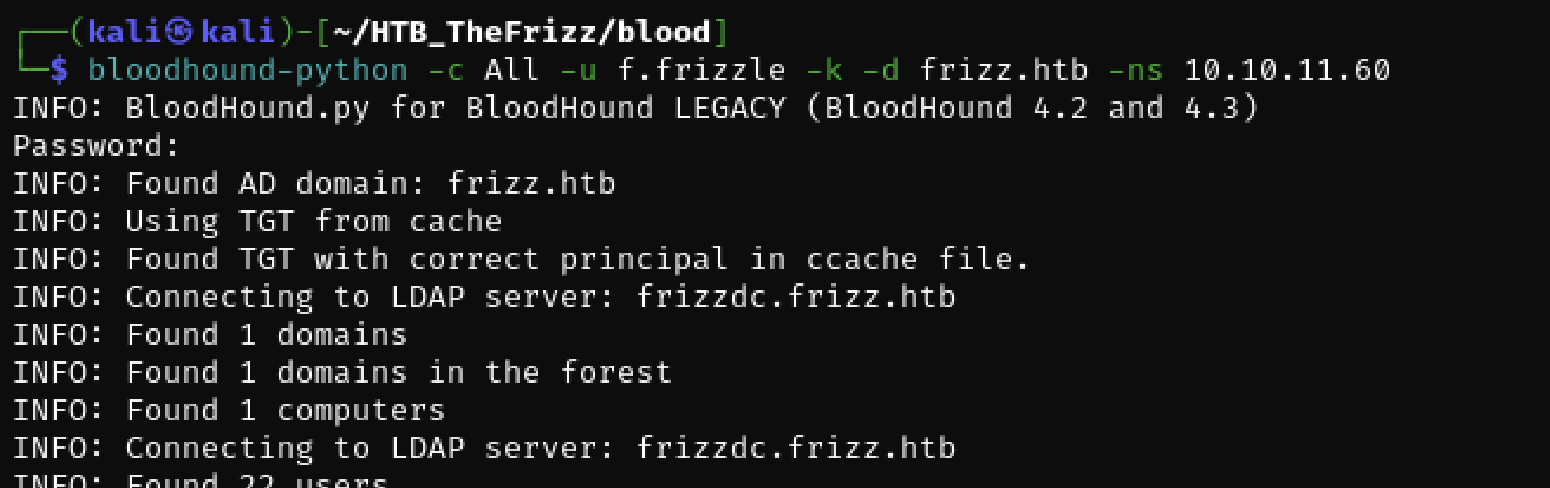 ┌──(kali㉿kali)-[~/HTB_TheFrizz/blood]
└─$ bloodhound-python -c All -u f.frizzle -k -d frizz.htb -ns 10.10.11.60
INFO: BloodHound.py for BloodHound LEGACY (BloodHound 4.2 and 4.3)
Password:
INFO: Found AD domain: frizz.htb
INFO: Using TGT from cache
INFO: Found TGT with correct principal in ccache file.
INFO: Connecting to LDAP server: frizzdc.frizz.htb
INFO: Found 1 domains
INFO: Found 1 domains in the forest
INFO: Found 1 computers
INFO: Connecting to LDAP server: frizzdc.frizz.htb
INFO: Found 22 users